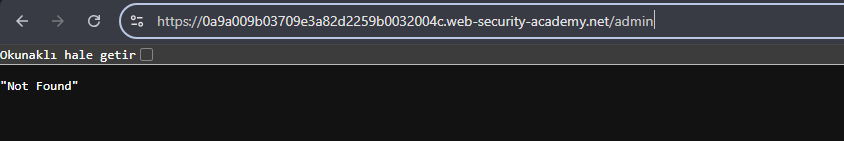 https://0a9a009b03709e3a82d2259b0032004c.web-security-academy.net/admin
Okunaklı hale getir
"Not Found"